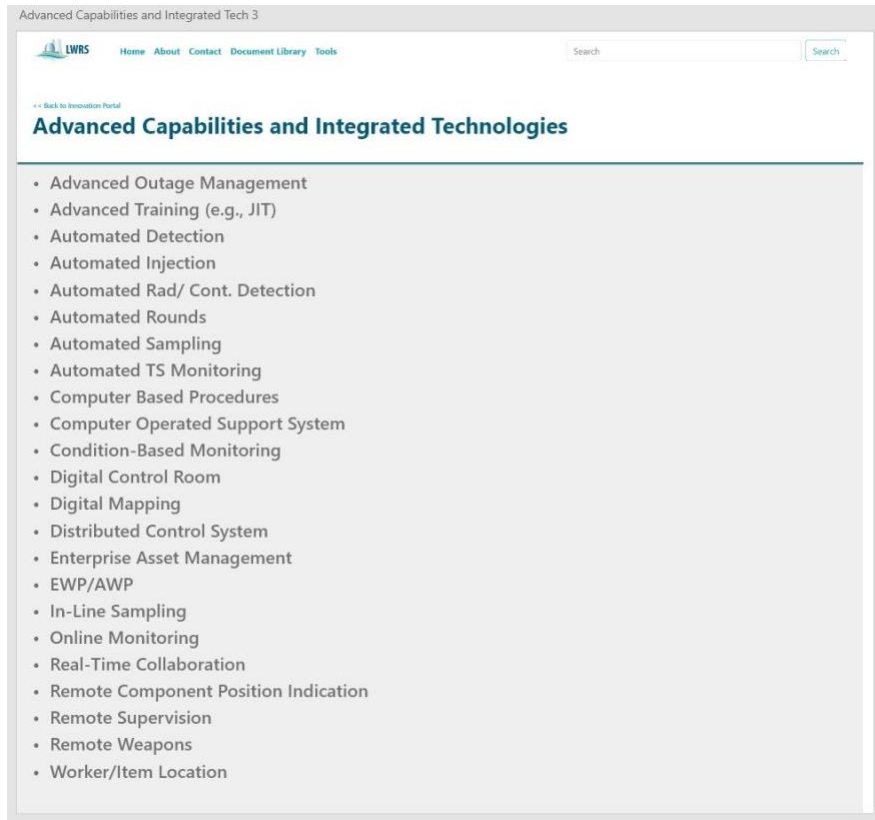 Advanced Capabilities and Integrated Tech 3
LWRS Home About Contact Document Library Tools Search Search
<< Back to Innovation Portal
Advanced Capabilities and Integrated Technologies
• Advanced Outage Management
• Advanced Training (e.g., JIT)
• Automated Detection
• Automated Injection
• Automated Rad/ Cont. Detection
• Automated Rounds
• Automated Sampling
• Automated TS Monitoring
• Computer Based Procedures
• Computer Operated Support System
• Condition-Based Monitoring
• Digital Control Room
• Digital Mapping
• Distributed Control System
• Enterprise Asset Management
• EWP/AWP
• In-Line Sampling
• Online Monitoring
• Real-Time Collaboration
• Remote Component Position Indication
• Remote Supervision
• Remote Weapons
• Worker/Item Location